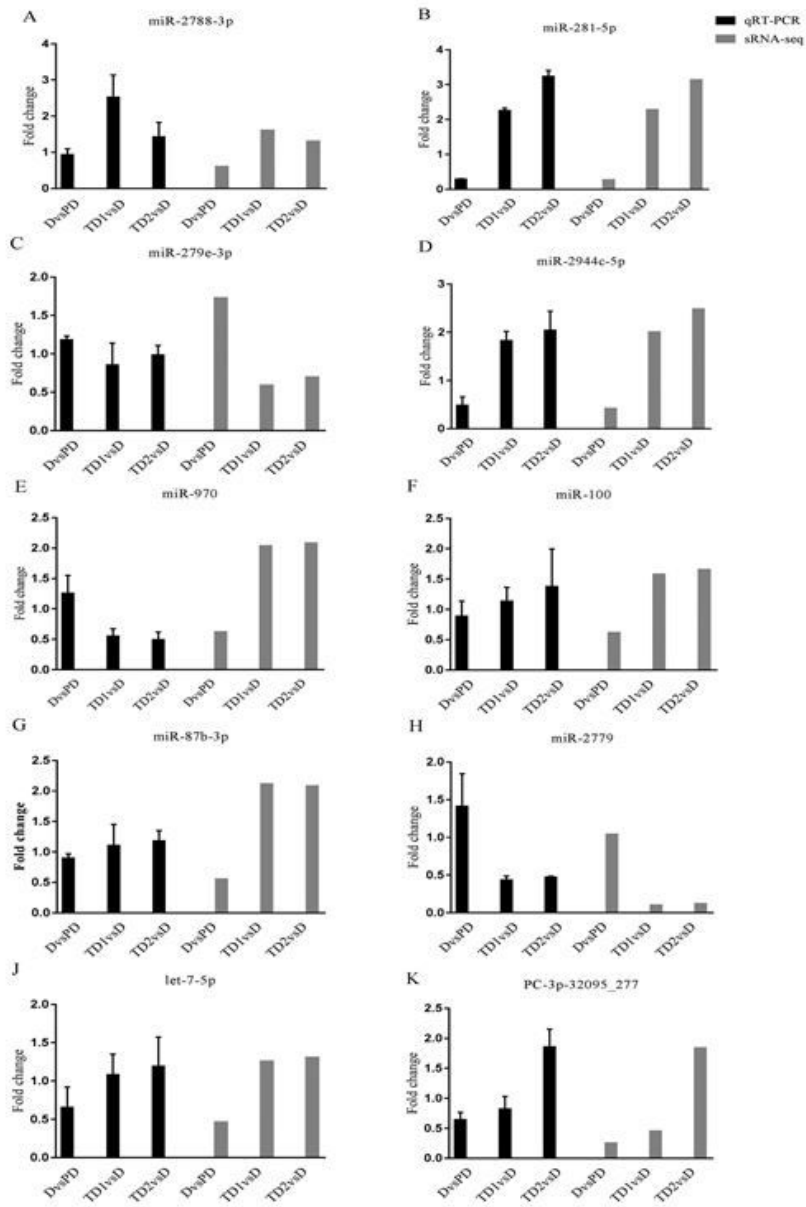 A
miR-2788-3p
Fold change
4
3
2
1
0
DvsPD
TD1vsD
TD2vsD
DvsPD
TD1vsD
TD2vsD
B
miR-281-5p
qRT-PCR
sRNA-seq
Fold change
4
3
2
1
0
DvsPD
TD1vsD
TD2vsD
DvsPD
TD1vsD
TD2vsD
C
miR-279e-3p
Fold change
2.0
1.5
1.0
0.5
0.0
DvsPD
TD1vsD
TD2vsD
DvsPD
TD1vsD
TD2vsD
D
miR-2944c-5p
Fold change
3
2
1
0
DvsPD
TD1vsD
TD2vsD
DvsPD
TD1vsD
TD2vsD
E
miR-970
Fold change
2.5
2.0
1.5
1.0
0.5
0.0
DvsPD
TD1vsD
TD2vsD
DvsPD
TD1vsD
TD2vsD
F
miR-100
Fold change
2.5
2.0
1.5
1.0
0.5
0.0
DvsPD
TD1vsD
TD2vsD
DvsPD
TD1vsD
TD2vsD
G
miR-87b-3p
Fold change
2.5
2.0
1.5
1.0
0.5
0.0
DvsPD
TD1vsD
TD2vsD
DvsPD
TD1vsD
TD2vsD
H
miR-2779
Fold change
2.0
1.5
1.0
0.5
0.0
DvsPD
TD1vsD
TD2vsD
DvsPD
TD1vsD
TD2vsD
J
let-7-5p
Fold change
2.0
1.5
1.0
0.5
0.0
DvsPD
TD1vsD
TD2vsD
DvsPD
TD1vsD
TD2vsD
K
PC-3p-32095_277
Fold change
2.0
1.5
1.0
0.5
0.0
DvsPD
TD1vsD
TD2vsD
DvsPD
TD1vsD
TD2vsD